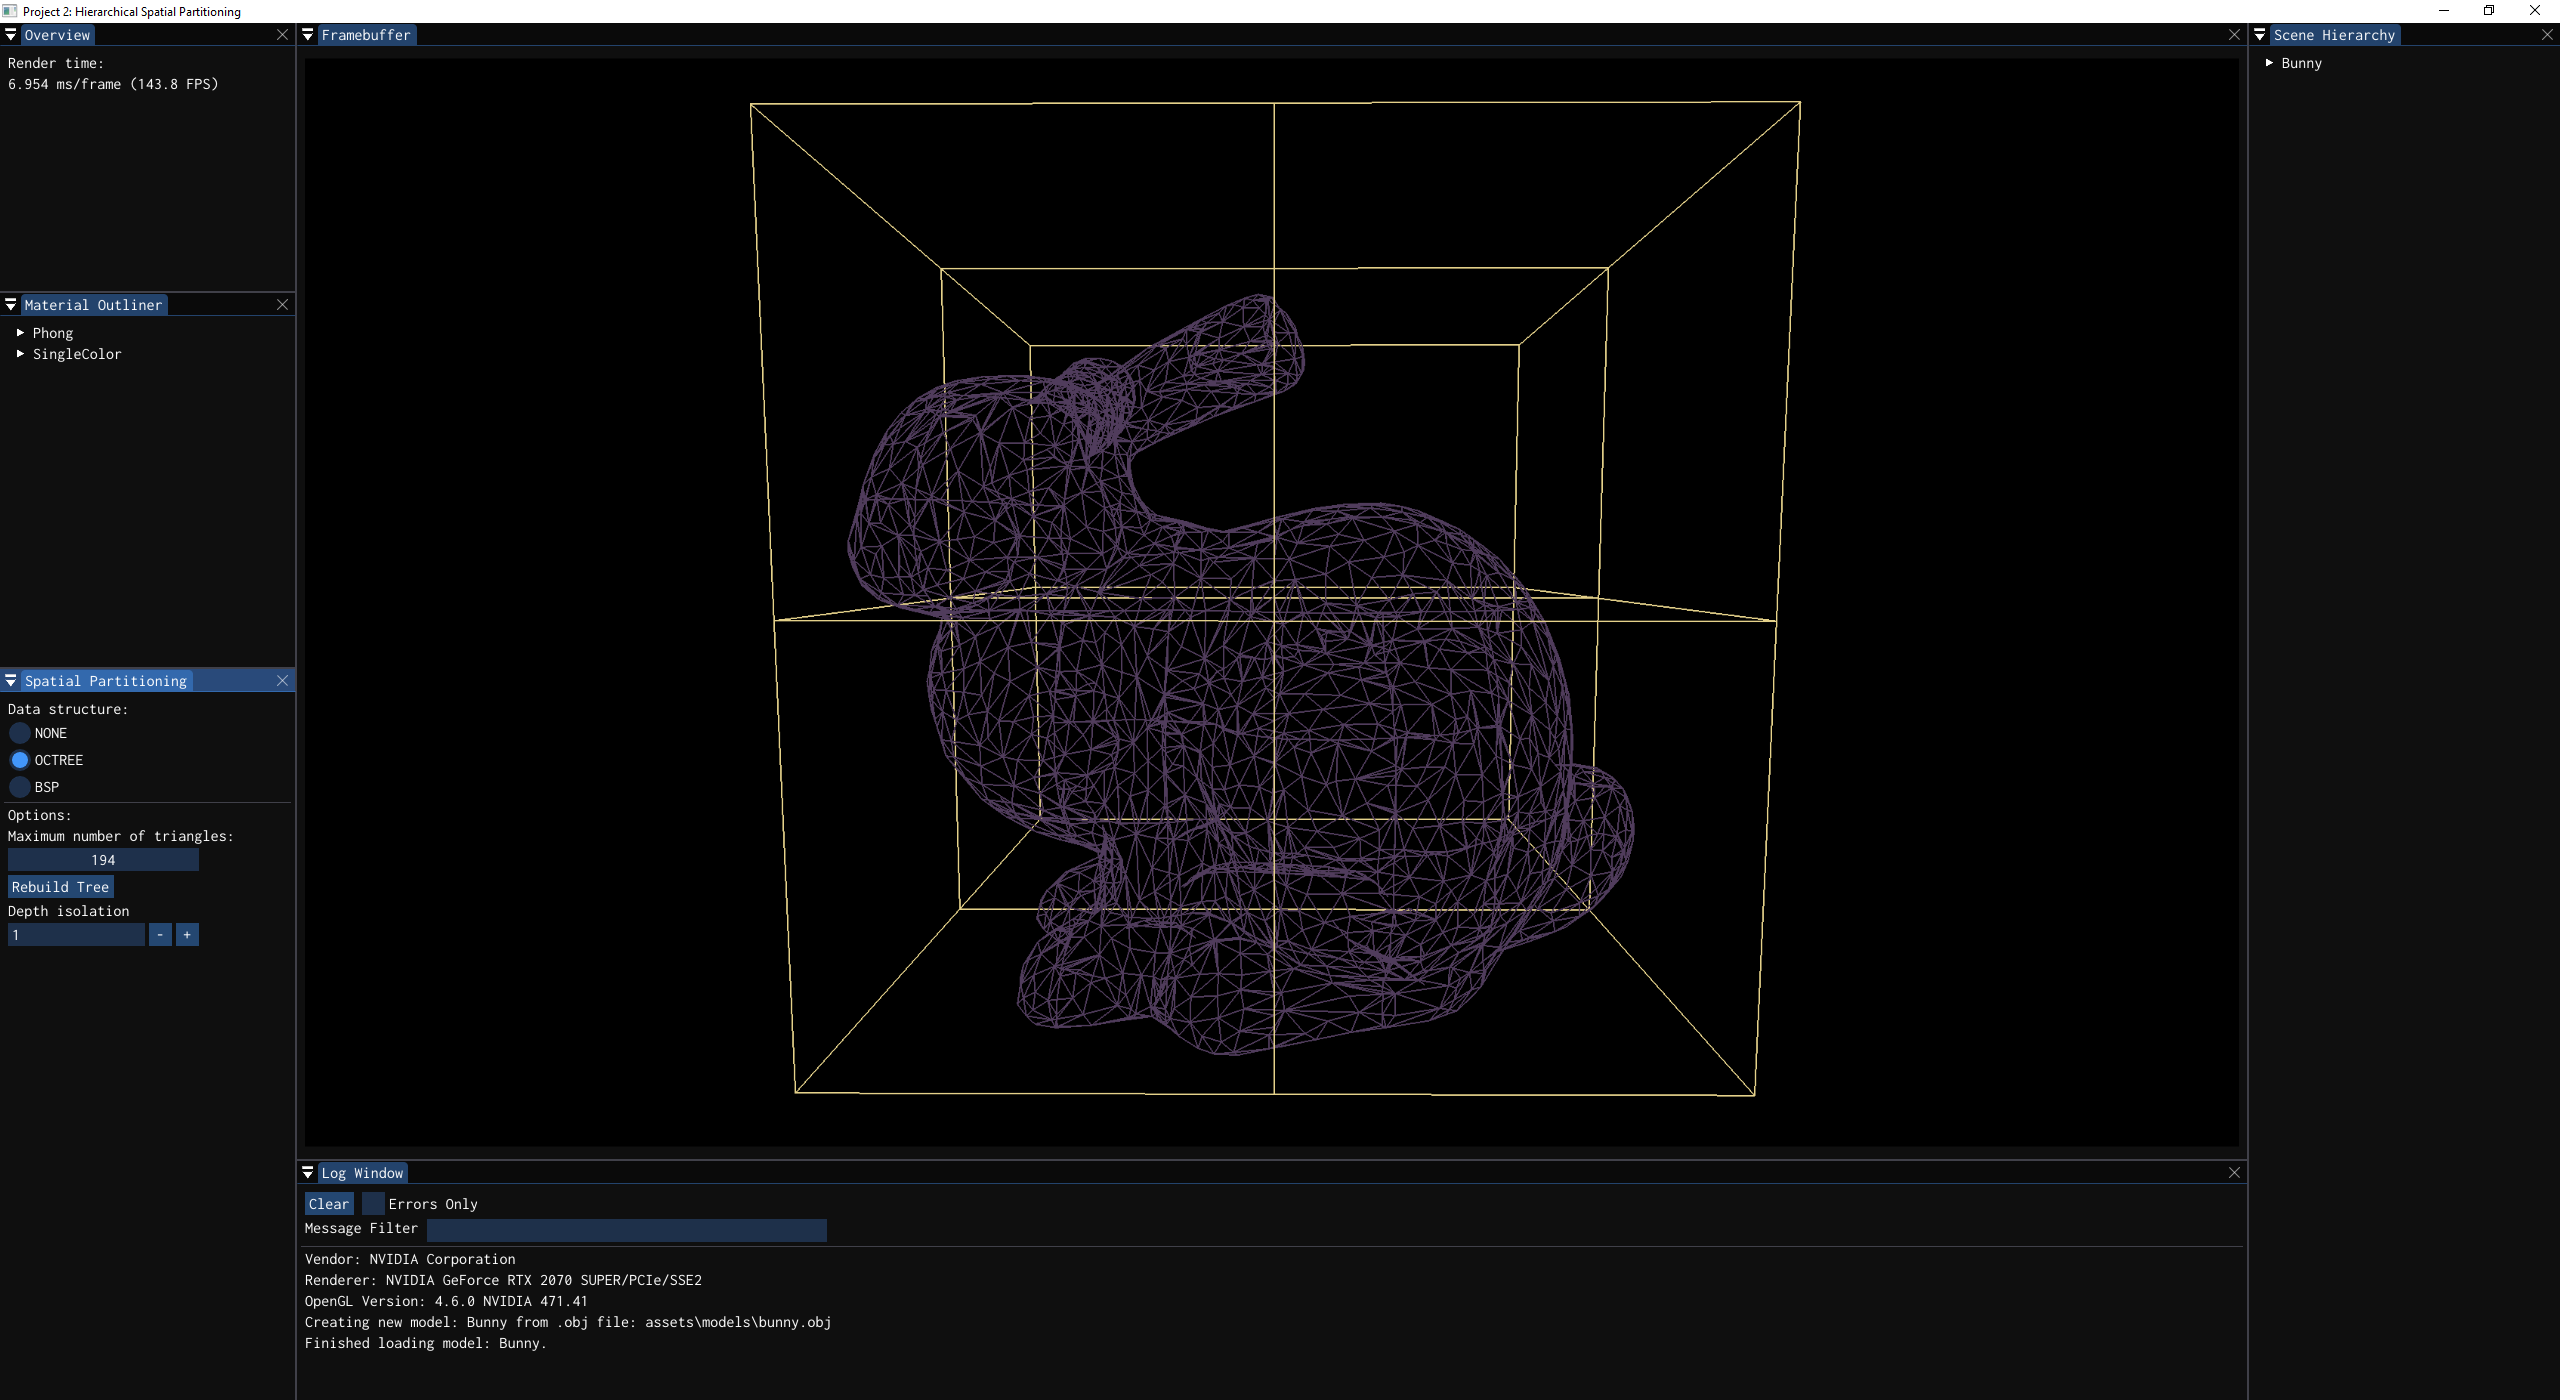 Project 2: Hierarchical Spatial Partitioning
Overview
Render time:
6.954 ms/frame (143.8 FPS)
Material Outliner
Phong
SingleColor
Spatial Partitioning
Data structure:
NONE
OCTREE
BSP
Options:
Maximum number of triangles:
194
Rebuild Tree
Depth isolation
1 - +
Framebuffer
Log Window
Clear Errors Only
Message Filter
Vendor: NVIDIA Corporation
Renderer: NVIDIA GeForce RTX 2070 SUPER/PCIe/SSE2
OpenGL Version: 4.6.0 NVIDIA 471.41
Creating new model: Bunny from .obj file: assets\models\bunny.obj
Finished loading model: Bunny.
Scene Hierarchy
Bunny